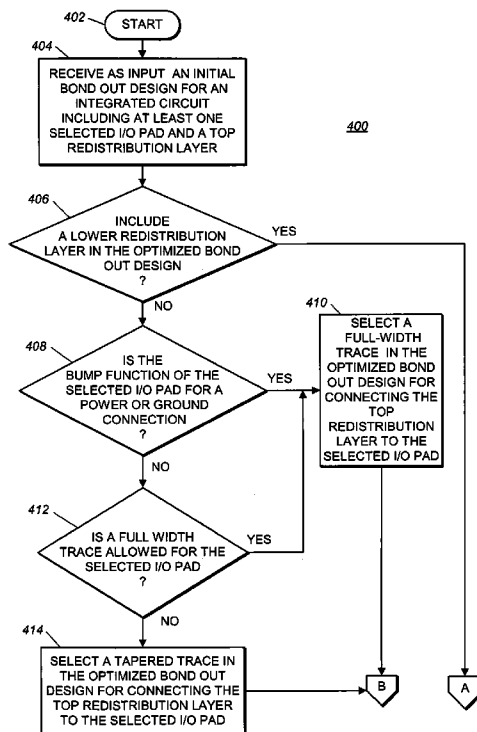 402
START
404
RECEIVE AS INPUT AN INITIAL
BOND OUT DESIGN FOR AN
INTEGRATED CIRCUIT
INCLUDING AT LEAST ONE
SELECTED I/O PAD AND A TOP
REDISTRIBUTION LAYER
400
406
INCLUDE
A LOWER REDISTRIBUTION
LAYER IN THE OPTIMIZED BOND
OUT DESIGN
?
YES
NO
408
IS THE
BUMP FUNCTION OF THE
SELECTED I/O PAD FOR A
POWER OR GROUND
CONNECTION
?
YES
NO
410
SELECT A
FULL-WIDTH
TRACE IN THE
OPTIMIZED BOND
OUT DESIGN FOR
CONNECTING THE
TOP
REDISTRIBUTION
LAYER TO THE
SELECTED I/O PAD
412
IS A FULL WIDTH
TRACE ALLOWED FOR THE
SELECTED I/O PAD
?
YES
NO
414
SELECT A TAPERED TRACE IN
THE OPTIMIZED BOND OUT
DESIGN FOR CONNECTING THE
TOP REDISTRIBUTION LAYER
TO THE SELECTED I/O PAD
B
A